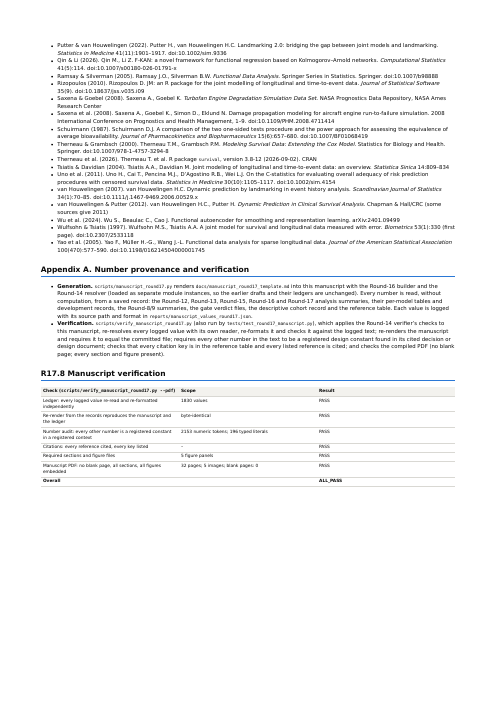 Putter & van Houwelingen (2022). Putter H., van Houwelingen H.C. Landmarking 2.0: bridging the gap between joint models and landmarking.
Statistics in Medicine 41(11):1901–1917. doi:10.1002/sim.9336
Qin & Li (2026). Qin M., Li Z. F-KAN: a novel framework for functional regression based on Kolmogorov–Arnold networks. Computational Statistics
41(5):114. doi:10.1007/s00180-026-01791-x
Ramsay & Silverman (2005). Ramsay J.O., Silverman B.W. Functional Data Analysis. Springer Series in Statistics. Springer. doi:10.1007/b98888
Rizopoulos (2010). Rizopoulos D. JM: an R package for the joint modelling of longitudinal and time-to-event data. Journal of Statistical Software
35(9). doi:10.18637/jss.v035.i09
Saxena & Goebel (2008). Saxena A., Goebel K. Turbofan Engine Degradation Simulation Data Set. NASA Prognostics Data Repository, NASA Ames
Research Center
Saxena et al. (2008). Saxena A., Goebel K., Simon D., Eklund N. Damage propagation modeling for aircraft engine run-to-failure simulation. 2008
International Conference on Prognostics and Health Management, 1–9. doi:10.1109/PHM.2008.4711414
Schuirmann (1987). Schuirmann D.J. A comparison of the two one-sided tests procedure and the power approach for assessing the equivalence of
average bioavailability. Journal of Pharmacokinetics and Biopharmaceutics 15(6):657–680. doi:10.1007/BF01068419
Therneau & Grambsch (2000). Therneau T.M., Grambsch P.M. Modeling Survival Data: Extending the Cox Model. Statistics for Biology and Health.
Springer. doi:10.1007/978-1-4757-3294-8
Therneau et al. (2026). Therneau T. et al. R package survival, version 3.8-12 (2026-09-02). CRAN
Tsiatis & Davidian (2004). Tsiatis A.A., Davidian M. Joint modeling of longitudinal and time-to-event data: an overview. Statistica Sinica 14:809–834
Uno et al. (2011). Uno H., Cai T., Pencina M.J., D'Agostino R.B., Wei L.J. On the C-statistics for evaluating overall adequacy of risk prediction
procedures with censored survival data. Statistics in Medicine 30(10):1105–1117. doi:10.1002/sim.4154
van Houwelingen (2007). van Houwelingen H.C. Dynamic prediction by landmarking in event history analysis. Scandinavian Journal of Statistics
34(1):70–85. doi:10.1111/j.1467-9469.2006.00529.x
van Houwelingen & Putter (2012). van Houwelingen H.C., Putter H. Dynamic Prediction in Clinical Survival Analysis. Chapman & Hall/CRC (some
sources give 2011)
Wu et al. (2024). Wu S., Beaulac C., Cao J. Functional autoencoder for smoothing and representation learning. arXiv:2401.09499
Wulfsohn & Tsiatis (1997). Wulfsohn M.S., Tsiatis A.A. A joint model for survival and longitudinal data measured with error. Biometrics 53(1):330 (first
page). doi:10.2307/2533118
Yao et al. (2005). Yao F., Müller H.-G., Wang J.-L. Functional data analysis for sparse longitudinal data. Journal of the American Statistical Association
100(470):577–590. doi:10.1198/016214504000001745
Appendix A. Number provenance and verification
Generation. scripts/manuscript_round17.py renders docs/manuscript_round17_template.md into this manuscript with the Round-16 builder and the
Round-14 resolver (loaded as separate module instances, so the earlier drafts and their ledgers are unchanged). Every number is read, without
computation, from a saved record: the Round-12, Round-13, Round-15, Round-16 and Round-17 analysis summaries, their per-model tables and
development records, the Round-8/9 summaries, the gate verdict files, the descriptive cohort record and the reference table. Each value is logged
with its source path and format in reports/manuscript_values_round17.json.
Verification. scripts/verify_manuscript_round17.py (also run by tests/test_round17_manuscript.py), which applies the Round-14 verifier's checks to
this manuscript, re-resolves every logged value with its own reader, re-formats it and checks it against the logged text; re-renders the manuscript
and requires it to equal the committed file; requires every other number in the text to be a registered design constant found in its cited decision or
design document; checks that every citation key is in the reference table and every listed reference is cited; and checks the compiled PDF (no blank
page; every section and figure present).
R17.8 Manuscript verification
Check (scripts/verify_manuscript_round17.py --pdf) Scope Result
Ledger: every logged value re-read and re-formatted
independently 1830 values PASS
Re-render from the records reproduces the manuscript and
the ledger byte-identical PASS
Number audit: every other number is a registered constant
in a registered context 2153 numeric tokens; 196 typed literals PASS
Citations: every reference cited, every key listed – PASS
Required sections and figure files 5 figure panels PASS
Manuscript PDF: no blank page, all sections, all figures
embedded 32 pages; 5 images; blank pages: 0 PASS
Overall ALL_PASS